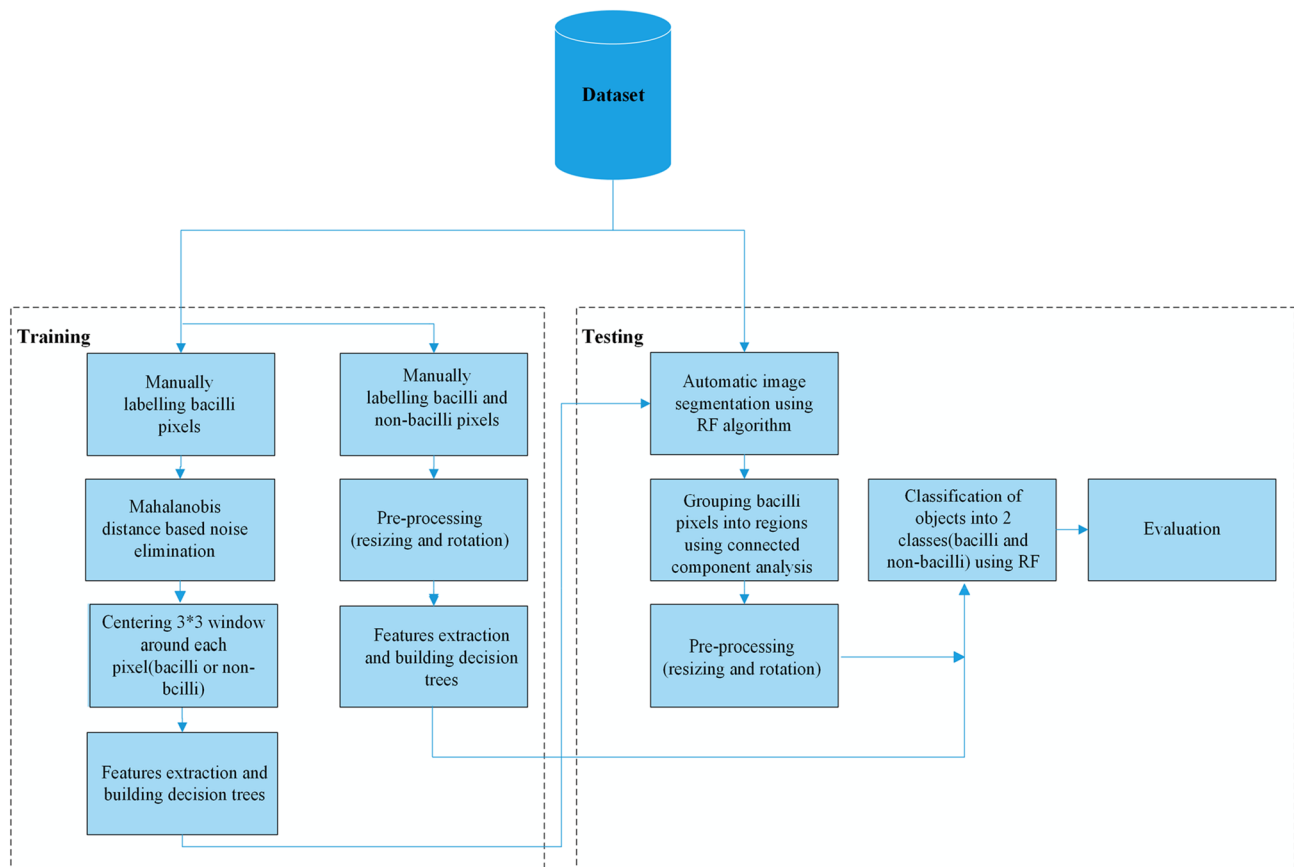 Dataset
Training
Manually
labelling bacilli
pixels
Mahalanobis
distance based noise
elimination
Centering 3*3 window
around each
pixel(bacilli or non-
bcilli)
Features extraction and
building decision trees
Manually
labelling bacilli and
non-bacilli pixels
Pre-processing
(resizing and rotation)
Features extraction
and building decision
trees
Testing
Automatic image
segmentation using
RF algorithm
Grouping bacilli
pixels into regions
using connected
component analysis
Pre-processing
(resizing and rotation)
Classification of
objects into 2
classes(bacilli and
non-bacilli) using RF
Evaluation